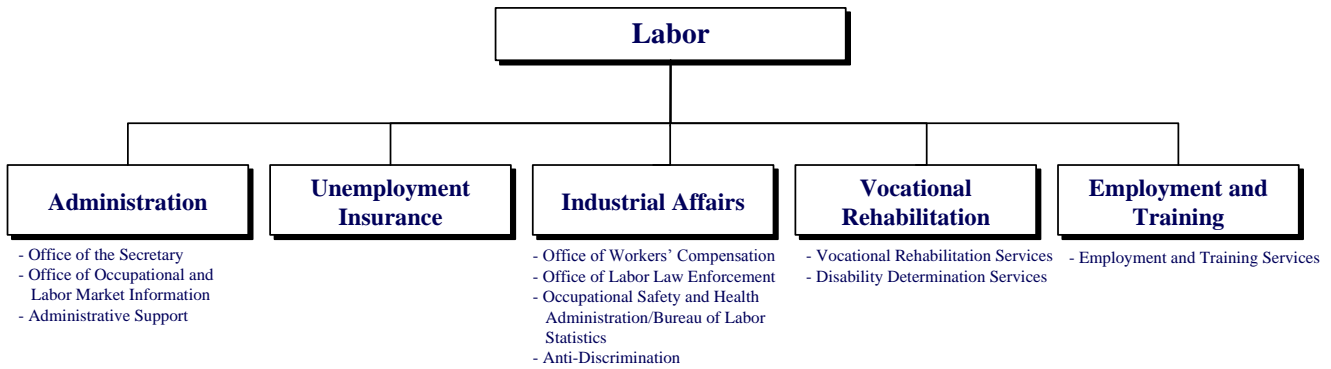 Labor
Administration
- Office of the Secretary
- Office of Occupational and
Labor Market Information
- Administrative Support
Unemployment
Insurance
Industrial Affairs
- Office of Workers’ Compensation
- Office of Labor Law Enforcement
- Occupational Safety and Health
Administration/Bureau of Labor
Statistics
- Anti-Discrimination
Vocational
Rehabilitation
- Vocational Rehabilitation Services
- Disability Determination Services
Employment and
Training
- Employment and Training Services